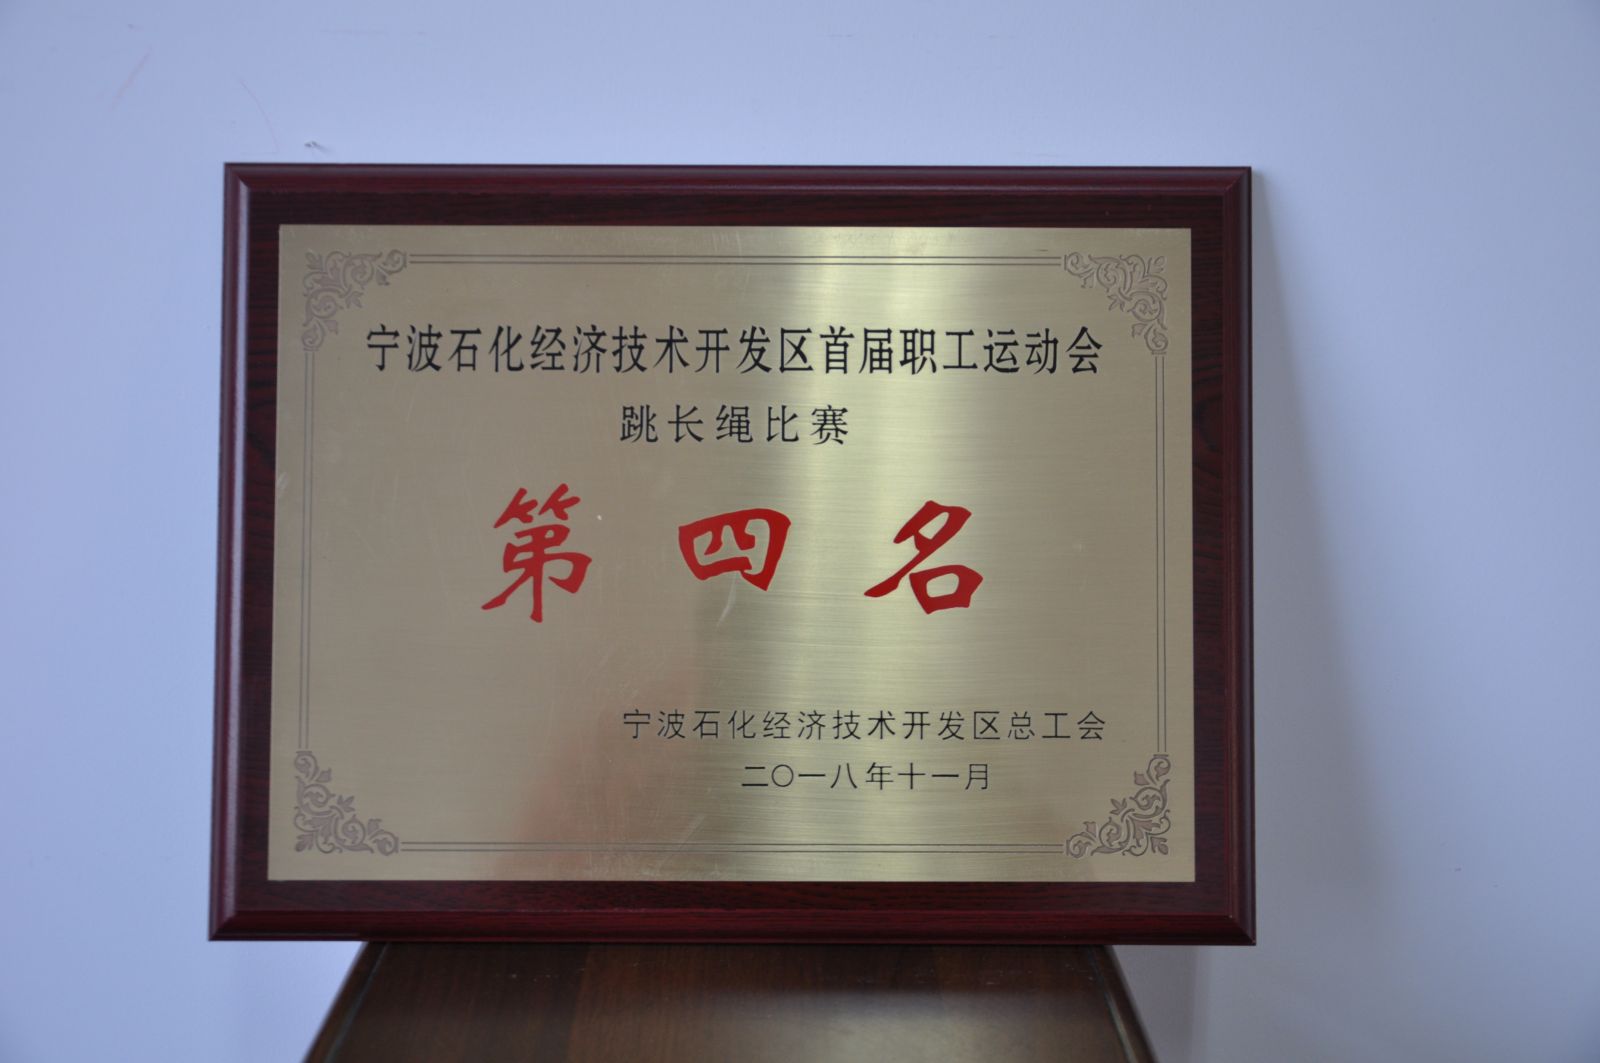 宁波石化经济技术开发区首届职工运动会
跳长绳比赛
第四名
宁波石化经济技术开发区总工会
二〇一八年十一月